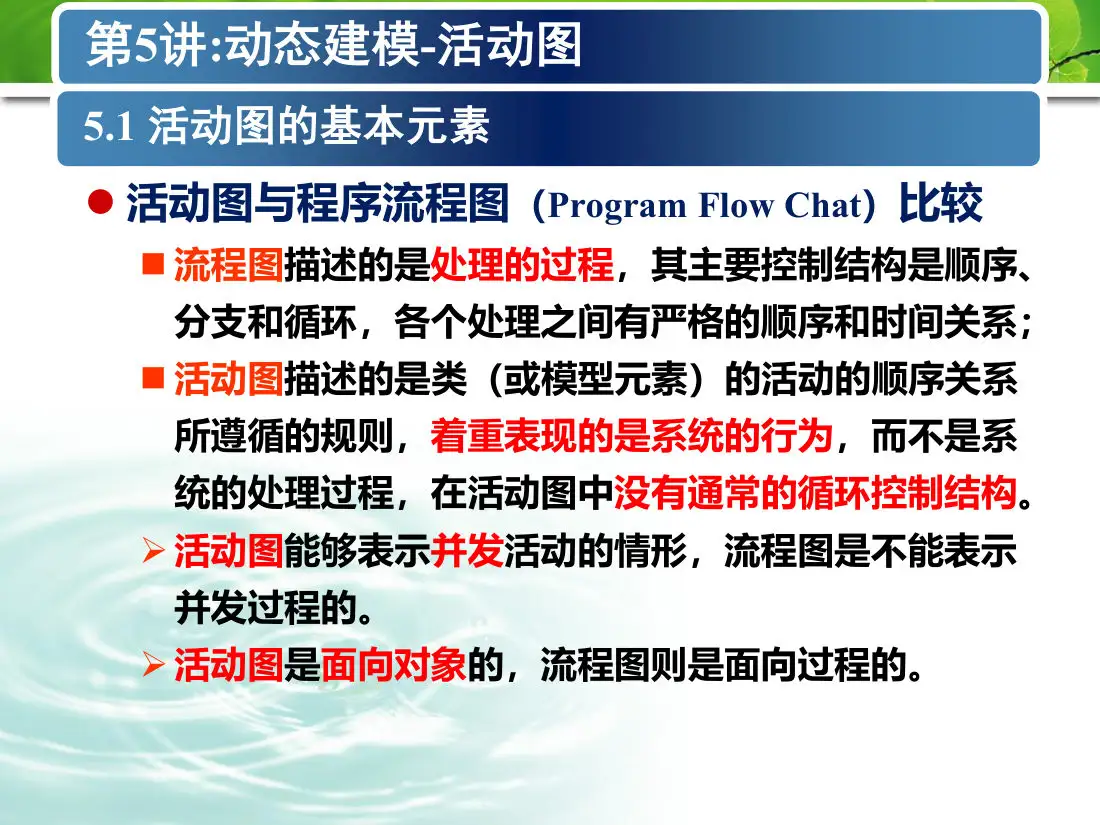 第5讲:动态建模-活动图
5.1 活动图的基本元素
活动图与程序流程图（Program Flow Chat）比较
流程图描述的是处理的过程，其主要控制结构是顺序、
分支和循环，各个处理之间有严格的顺序和时间关系；
活动图描述的是类（或模型元素）的活动的顺序关系
所遵循的规则，着重表现的是系统的行为，而不是系
统的处理过程，在活动图中没有通常的循环控制结构。
活动图能够表示并发活动的情形，流程图是不能表示
并发过程的。
活动图是面向对象的，流程图则是面向过程的。